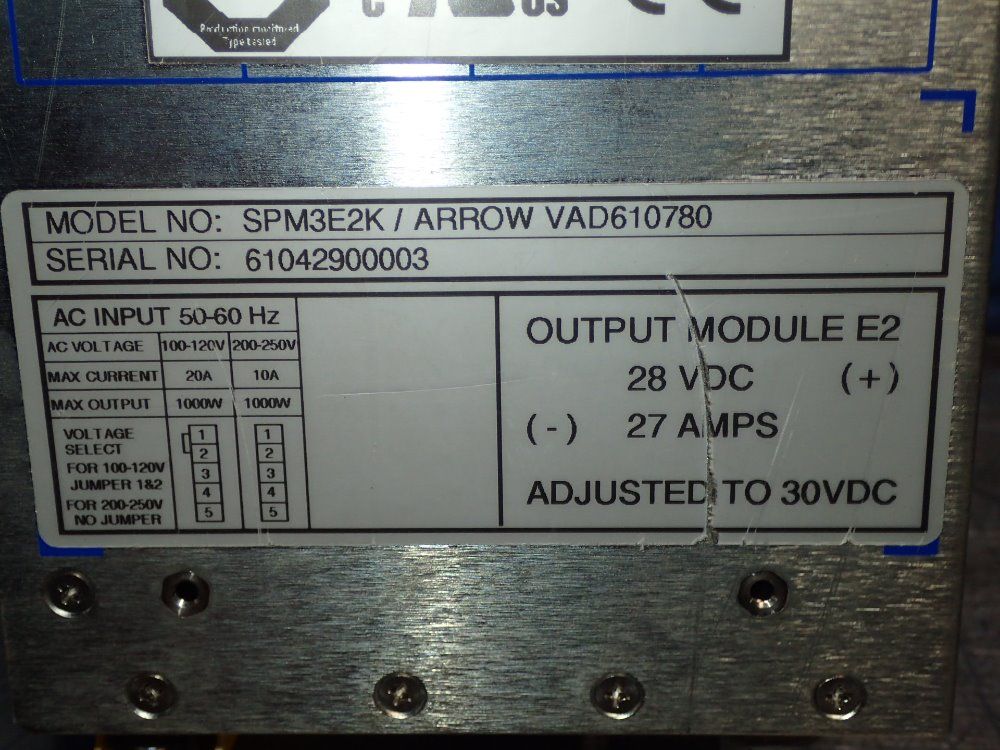 Production monitored
Type tested
c US
CE
MODEL NO: SPM3E2K / ARROW VAD610780
SERIAL NO: 61042900003
AC INPUT 50-60 Hz
AC VOLTAGE 100-120V 200-250V
MAX CURRENT 20A 10A
MAX OUTPUT 1000W 1000W
VOLTAGE
SELECT
FOR 100-120V
JUMPER 1&2
FOR 200-250V
NO JUMPER
1 1
2 2
3 3
4 4
5 5
OUTPUT MODULE E2
28 VDC (+)
(-) 27 AMPS
ADJUSTED TO 30VDC